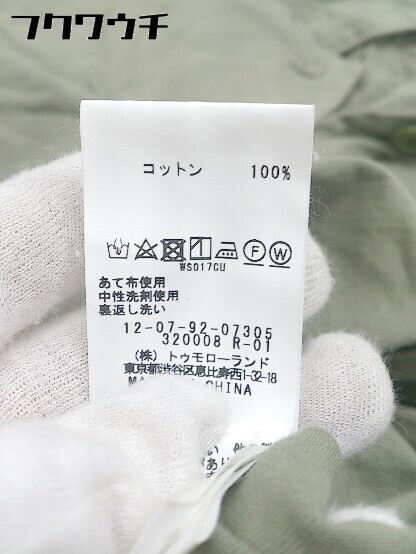 フクワウチ
コットン 100%
F W
WS017CU
あて布使用
中性洗剤使用
裏返し洗い
12-07-92-07305
320008 R-01
(株) トゥモローランド
東京都渋谷区恵比寿西1-32-18
CHINA